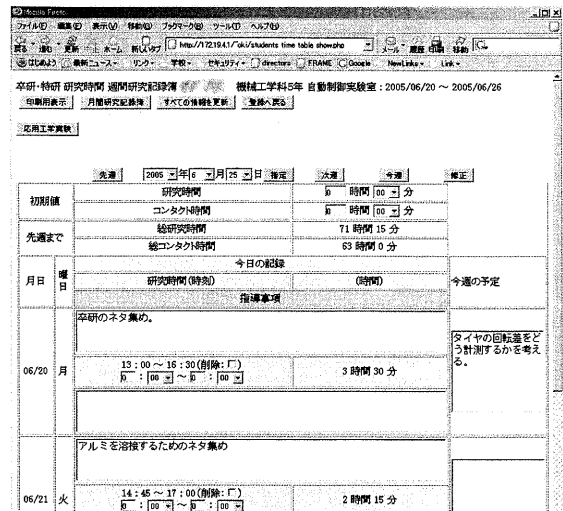 Mozilla Firefox
ファイル(F) 編集(E) 表示(V) 移動(G) ブックマーク(B) ツール(T) ヘルプ(H)
戻る 進む 更新 ホーム 新しいタブ メール 履歴 印刷 移動
はじめよう 最新ニュース リンク 学校 セキュリティ directors FRAME Google NewLinks Link
卒研・特研 研究時間 週間研究記録簿 機械工学科5年 自動制御実験室 : 2005/06/20 ~ 2005/06/26
印刷用表示 月間研究記録簿 すべての情報を更新 登録へ戻る
応用工学実験
先週 2005 年 6 月 25 日 指定 次週 今週 修正
初期値 研究時間 0 時間 00 分
コンタクト時間 0 時間 00 分
先週まで 総研究時間 71 時間 15 分
総コンタクト時間 63 時間 0 分
月日 曜日 今日の記録 今週の予定
研究時間(時刻) (時間)
指導事項
卒研のネタ集め。
タイヤの回転差をどう計測するかを考える。
06/20 月 13 : 00 ~ 16 : 30 (削除: ) 3 時間 30 分
0 : 00 ~ 0 : 00
アルミを溶接するためのネタ集め
06/21 火 14 : 45 ~ 17 : 00 (削除: ) 2 時間 15 分
0 : 00 ~ 0 : 00